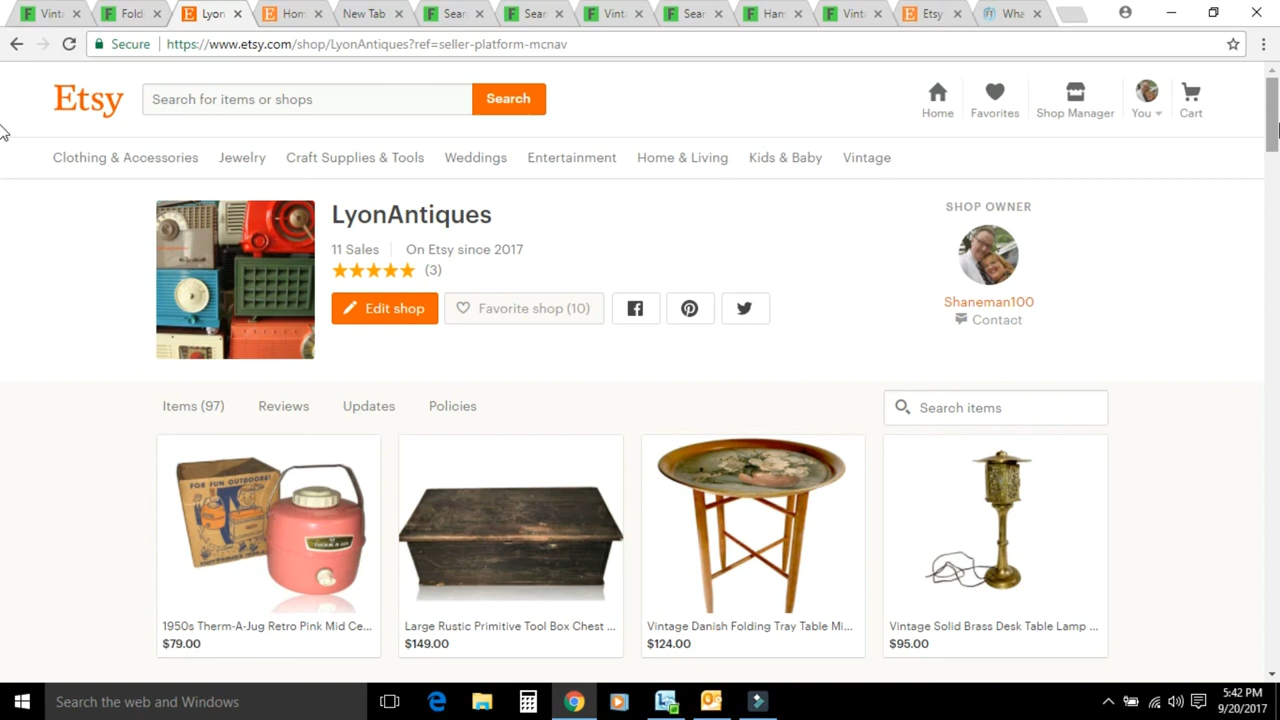 Vinta
Fold
Lyon
Hom
New Tab
Sear
Sear
Vinta
Sear
Ham
Vinta
Etsy
Wha
Secure https://www.etsy.com/shop/LyonAntiques?ref=seller-platform-mcnav
Etsy
Search for items or shops
Search
Home
Favorites
Shop Manager
You
Cart
Clothing & Accessories
Jewelry
Craft Supplies & Tools
Weddings
Entertainment
Home & Living
Kids & Baby
Vintage
LyonAntiques
11 Sales
On Etsy since 2017
(3)
Edit shop
Favorite shop (10)
SHOP OWNER
Shaneman100
Contact
Items (97)
Reviews
Updates
Policies
Search items
FOR FUN OUTDOORS!
1950s Therm-A-Jug Retro Pink Mid Ce...
$79.00
Large Rustic Primitive Tool Box Chest ...
$149.00
Vintage Danish Folding Tray Table Mi...
$124.00
Vintage Solid Brass Desk Table Lamp ...
$95.00
Search the web and Windows
5:42 PM
9/20/2017